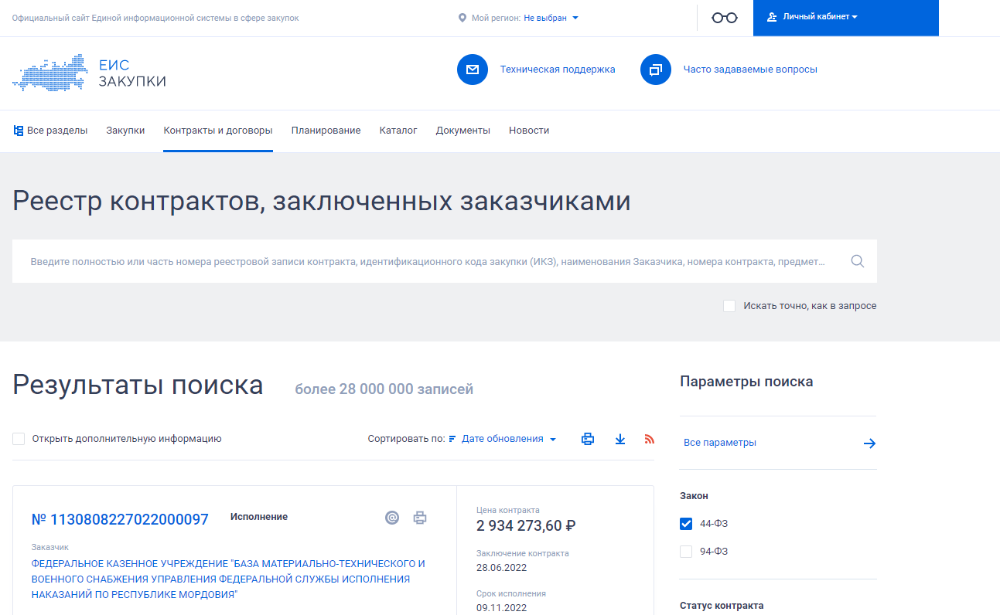 Официальный сайт Единой информационной системы в сфере закупок
Мой регион: Не выбран
Личный кабинет
ЕИС
ЗАКУПКИ
Техническая поддержка
Часто задаваемые вопросы
Все разделы
Закупки
Контракты и договоры
Планирование
Каталог
Документы
Новости
Реестр контрактов, заключенных заказчиками
Введите полностью или часть номера реестровой записи контракта, идентификационного кода закупки (ИКЗ), наименования Заказчика, номера контракта, предмет...
Искать точно, как в запросе
Результаты поиска
более 28 000 000 записей
Открыть дополнительную информацию
Сортировать по: Дате обновления
№ 1130808227022000097
Исполнение
Заказчик
ФЕДЕРАЛЬНОЕ КАЗЕННОЕ УЧРЕЖДЕНИЕ "БАЗА МАТЕРИАЛЬНО-ТЕХНИЧЕСКОГО И
ВОЕННОГО СНАБЖЕНИЯ УПРАВЛЕНИЯ ФЕДЕРАЛЬНОЙ СЛУЖБЫ ИСПОЛНЕНИЯ
НАКАЗАНИЙ ПО РЕСПУБЛИКЕ МОРДОВИЯ"
Цена контракта
2 934 273,60 ₽
Заключение контракта
28.06.2022
Срок исполнения
09.11.2022
Параметры поиска
Все параметры
Закон
44-ФЗ
94-ФЗ
Статус контракта